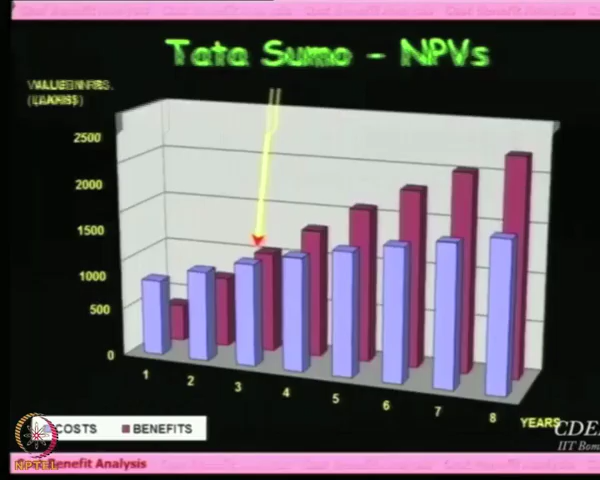 Tata Sumo - NPVs
VALUE IN RS.
(LAKHS)
2500
2000
1500
1000
500
0
1 2 3 4 5 6 7 8 YEARS
COSTS BENEFITS
IIT Bom
NPTEL
Benefit Analysis